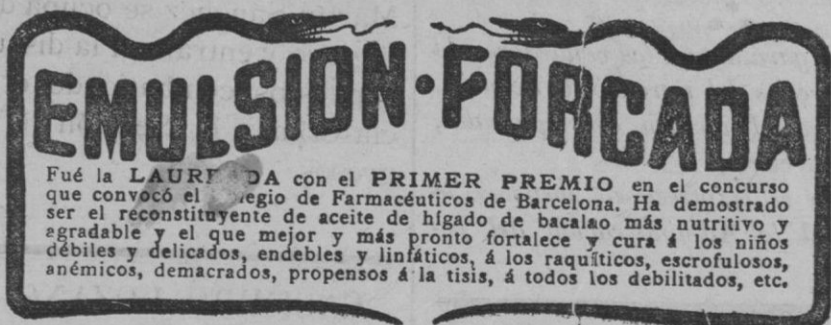 EMULSION·FORCADA
Fué la con el PRIMER PREMIO en el concurso
que convocó el de Farmacéuticos de Barcelona. Ha demostrado
ser el reconstituyente de aceite de hígado de bacalao más nutritivo y
agradable y el que mejor y más pronto fortalece y cura á los niños
débiles y delicados, endebles y linfáticos, á los raquíticos, escrofulosos,
anémicos, demacrados, propensos á la tisis, á todos los debilitados, etc.